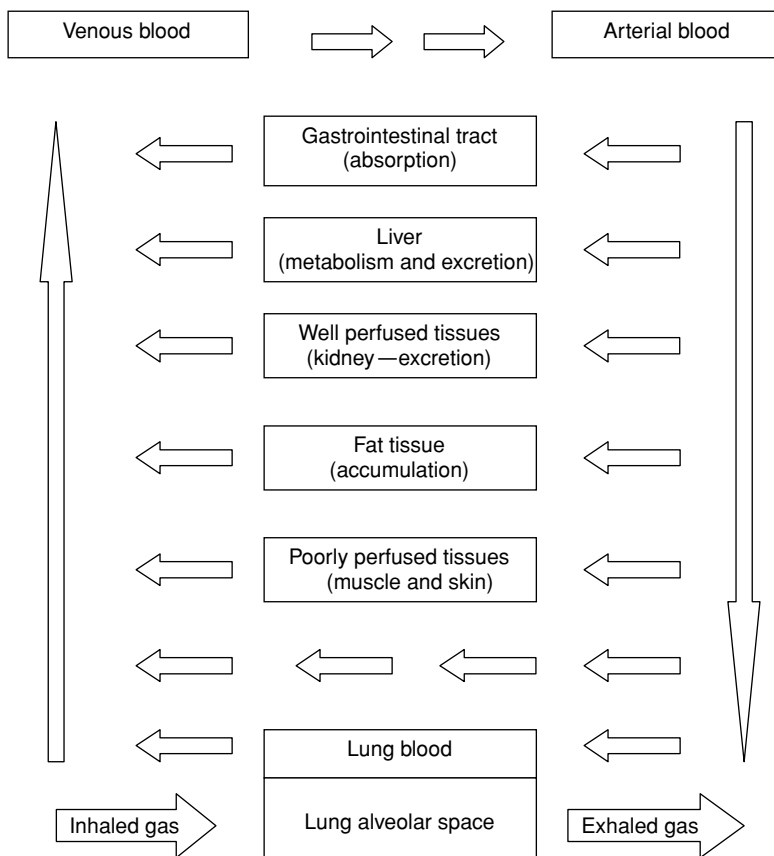 Venous blood
Arterial blood
Gastrointestinal tract
(absorption)
Liver
(metabolism and excretion)
Well perfused tissues
(kidney—excretion)
Fat tissue
(accumulation)
Poorly perfused tissues
(muscle and skin)
Lung blood
Inhaled gas
Lung alveolar space
Exhaled gas